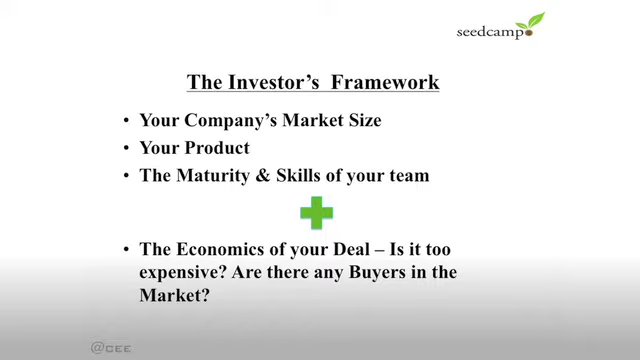 seedcamp
The Investor's Framework
• Your Company's Market Size
• Your Product
• The Maturity & Skills of your team
• The Economics of your Deal – Is it too
expensive? Are there any Buyers in the
Market?
@CEE